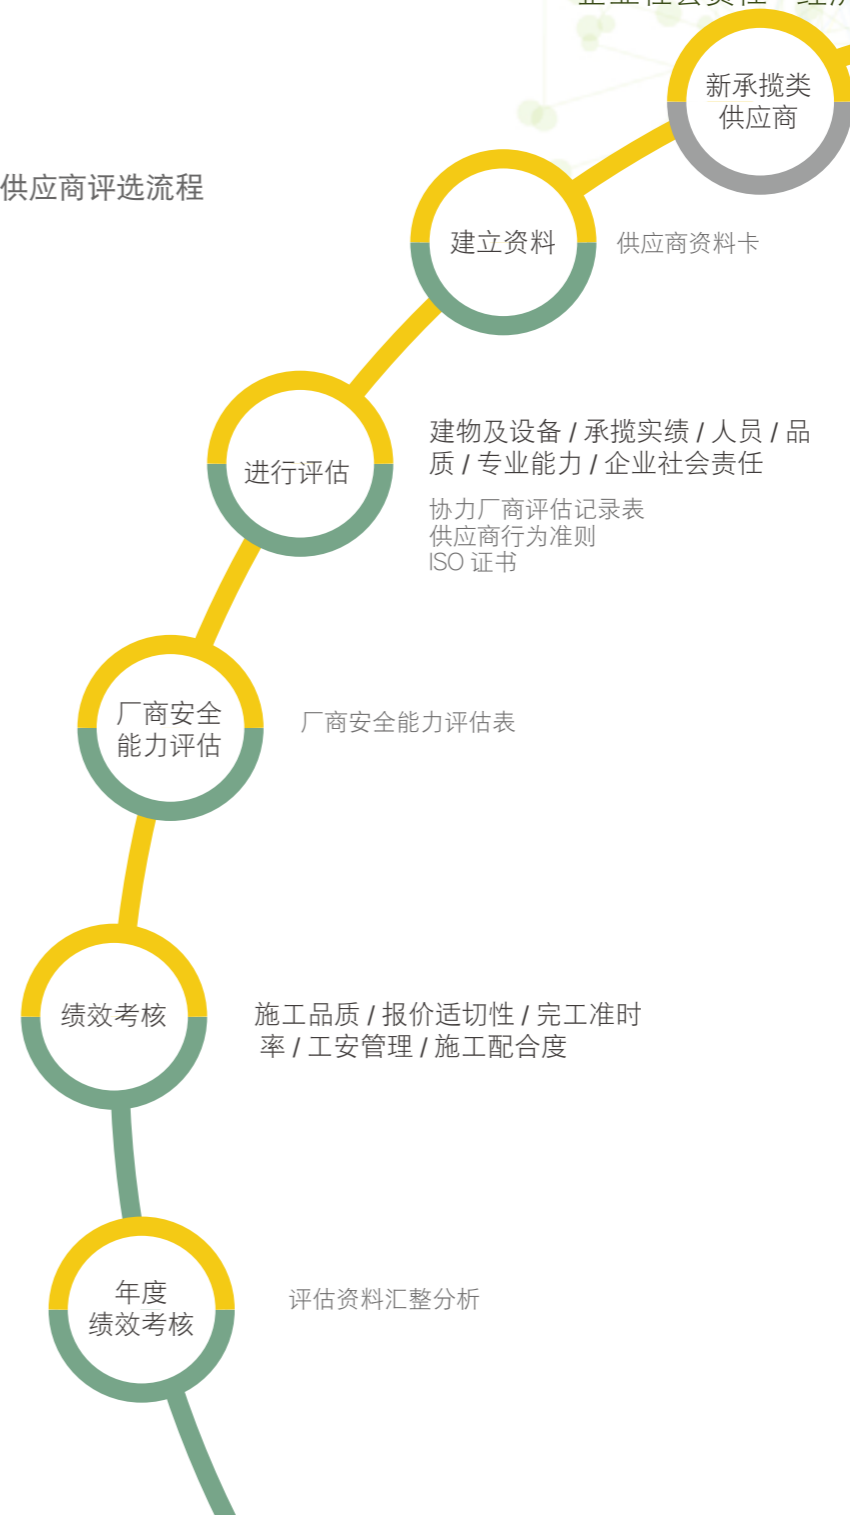 新承揽类
供应商
供应商评选流程
建立资料
供应商资料卡
进行评估
建物及设备 / 承揽实绩 / 人员 / 品
质 / 专业能力 / 企业社会责任
协力厂商评估记录表
供应商行为准则
ISO 证书
厂商安全
能力评估
厂商安全能力评估表
绩效考核
施工品质 / 报价适切性 / 完工准时
率 / 工安管理 / 施工配合度
年度
绩效考核
评估资料汇整分析